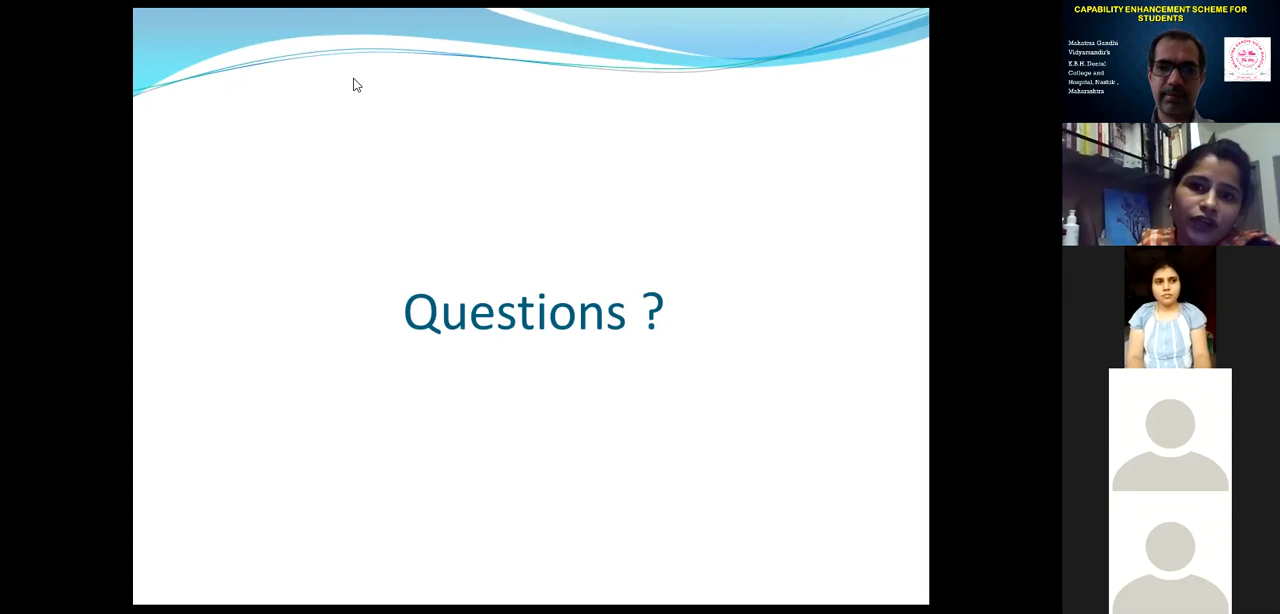 Questions ?
CAPABILITY ENHANCEMENT SCHEME FOR
STUDENTS
Mahatma Gandhi
Vidyamandir's
K.B.H. Dental
College and
Hospital, Nashik ,
Maharashtra